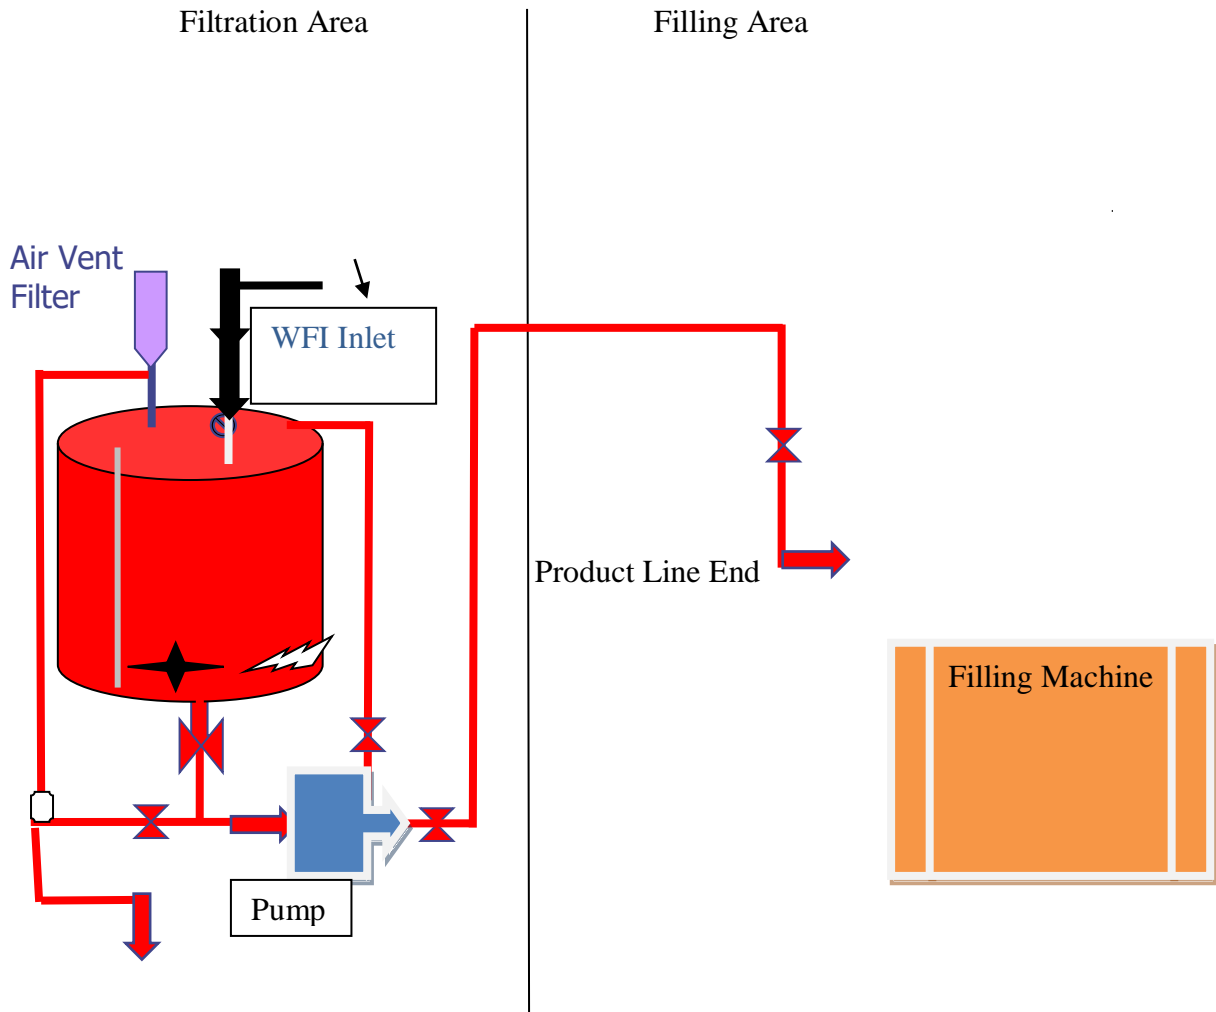 Filtration Area
Filling Area
Air Vent
Filter
WFI Inlet
Product Line End
Filling Machine
Pump